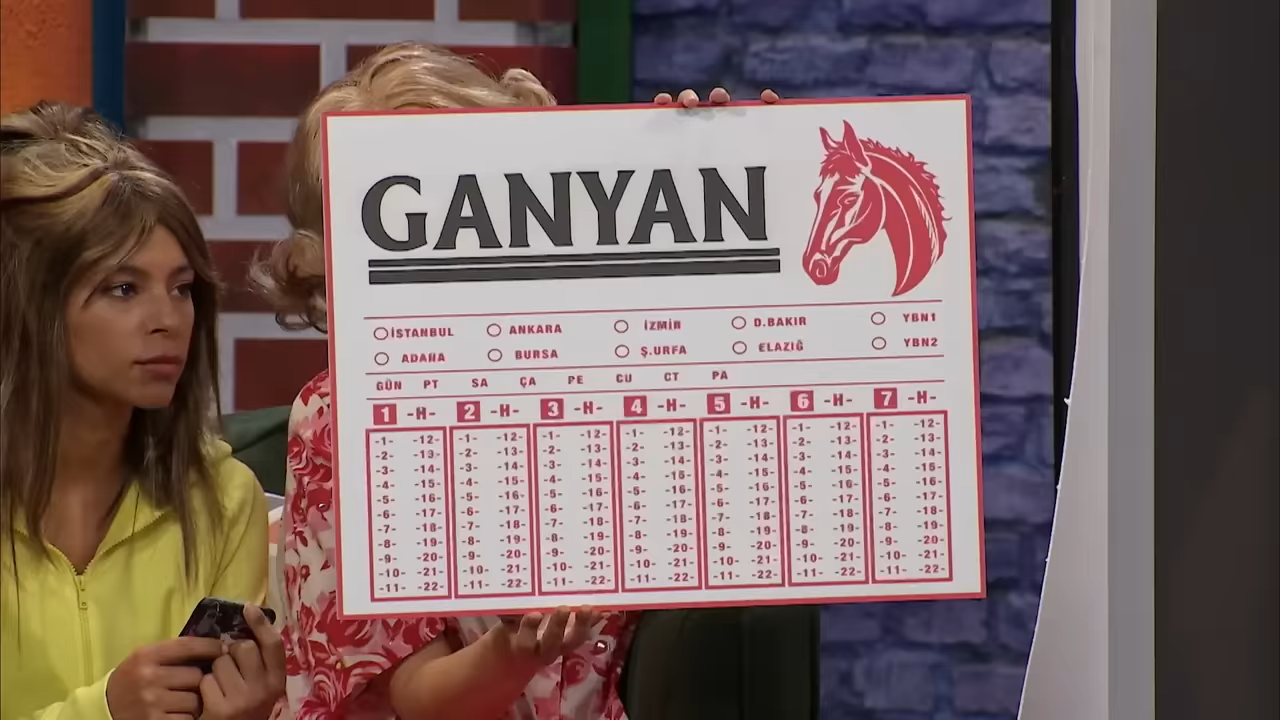 GANYAN
İSTANBUL ANKARA İZMİR D.BAKIR YBN1
ADANA BURSA Ş.URFA ELAZIĞ YBN2
GÜN PT SA ÇA PE CU CT PA
1 -H- 2 -H- 3 -H- 4 -H- 5 -H- 6 -H- 7 -H-
-1- -12- -1- -12- -1- -12- -1- -12- -1- -12- -1- -12- -1- -12-
-2- -13- -2- -13- -2- -13- -2- -13- -2- -13- -2- -13- -2- -13-
-3- -14- -3- -14- -3- -14- -3- -14- -3- -14- -3- -14- -3- -14-
-4- -15- -4- -15- -4- -15- -4- -15- -4- -15- -4- -15- -4- -15-
-5- -16- -5- -16- -5- -16- -5- -16- -5- -16- -5- -16- -5- -16-
-6- -17- -6- -17- -6- -17- -6- -17- -6- -17- -6- -17- -6- -17-
-7- -18- -7- -18- -7- -18- -7- -18- -7- -18- -7- -18- -7- -18-
-8- -19- -8- -19- -8- -19- -8- -19- -8- -19- -8- -19- -8- -19-
-9- -20- -9- -20- -9- -20- -9- -20- -9- -20- -9- -20- -9- -20-
-10- -21- -10- -21- -10- -21- -10- -21- -10- -21- -10- -21- -10- -21-
-11- -22- -11- -22- -11- -22- -11- -22- -11- -22- -11- -22- -11- -22-